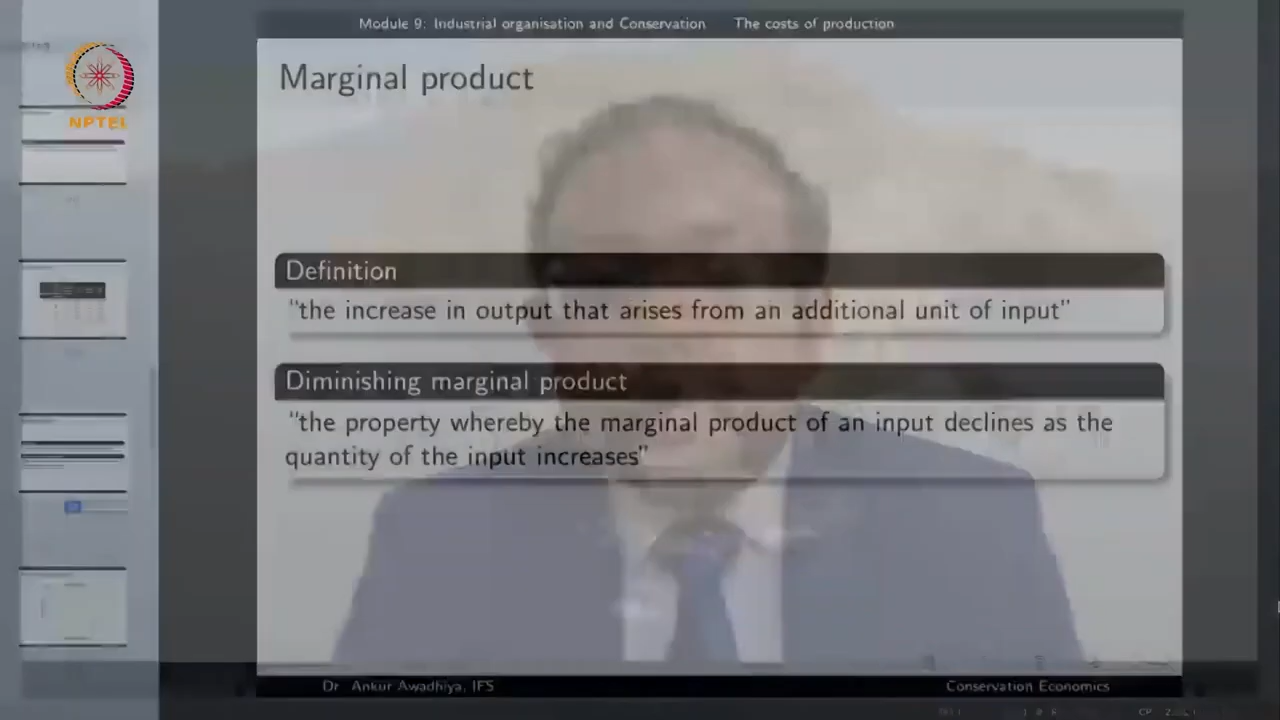 Module 9: Industrial organisation and Conservation The costs of production
NPTEL
Marginal product
Definition
"the increase in output that arises from an additional unit of input"
Diminishing marginal product
"the property whereby the marginal product of an input declines as the
quantity of the input increases"
Dr Ankur Awadhiya, IFS Conservation Economics